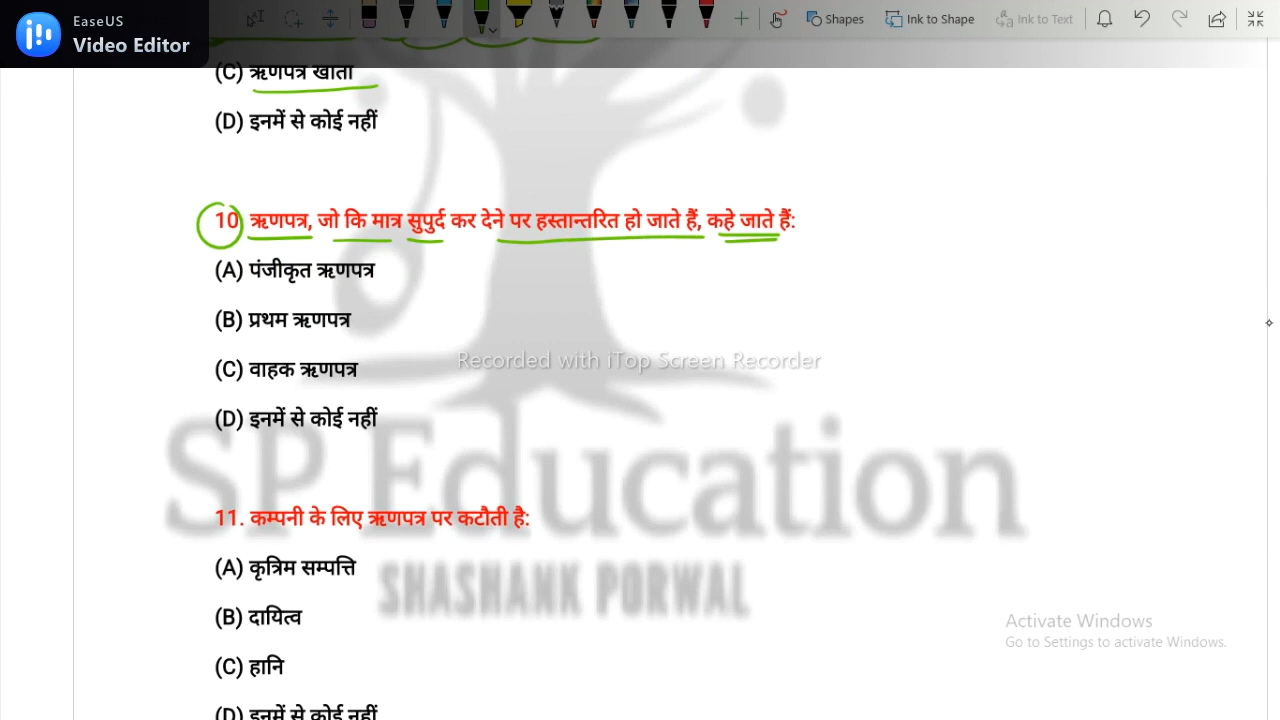 EaseUS
Video Editor
Shapes
Ink to Shape
Ink to Text
(C) ऋणपत्र खाता
(D) इनमें से कोई नहीं
10 ऋणपत्र, जो कि मात्र सुपुर्द कर देने पर हस्तान्तरित हो जाते हैं, कहे जाते हैं:
(A) पंजीकृत ऋणपत्र
(B) प्रथम ऋणपत्र
(C) वाहक ऋणपत्र
Recorded with iTop Screen Recorder
(D) इनमें से कोई नहीं
SP Education
11. कम्पनी के लिए ऋणपत्र पर कटौती है:
(A) कृत्रिम सम्पत्ति
SHASHANK PORWAL
(B) दायित्व
Activate Windows
Go to Settings to activate Windows.
(C) हानि
(D) इनमें से कोई नहीं